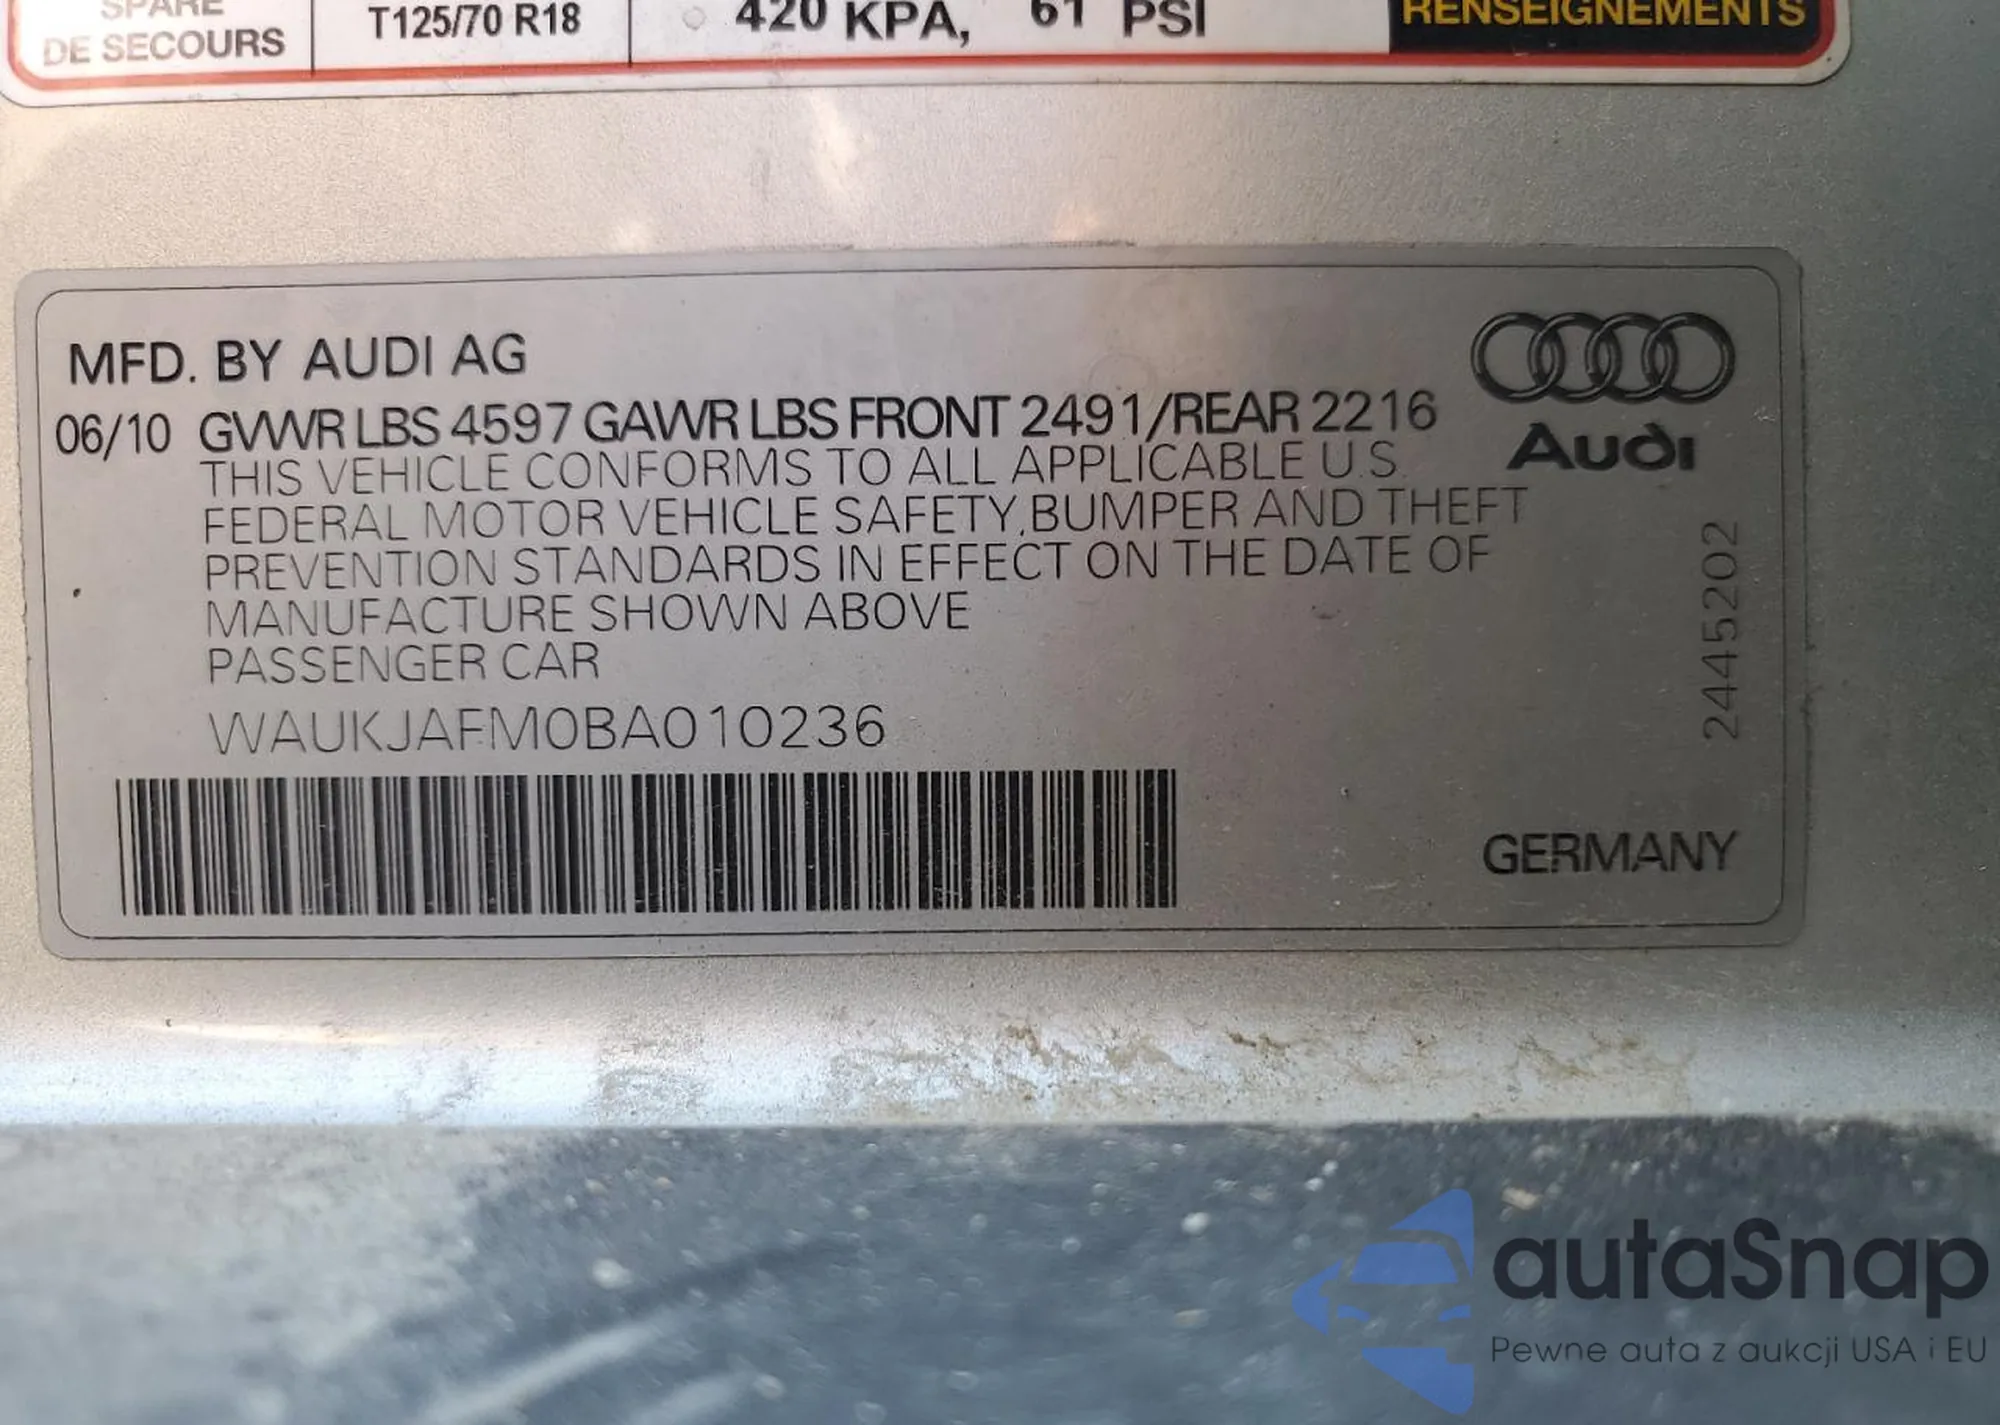 SPARE
DE SECOURS
T125/70 R18
420 KPA, 61 PSI
RENSEIGNEMENTS
MFD. BY AUDI AG
06/10 GVWR LBS 4597 GAWR LBS FRONT 2491/REAR 2216
THIS VEHICLE CONFORMS TO ALL APPLICABLE U.S.
FEDERAL MOTOR VEHICLE SAFETY,BUMPER AND THEFT
PREVENTION STANDARDS IN EFFECT ON THE DATE OF
MANUFACTURE SHOWN ABOVE
PASSENGER CAR
WAUKJAFM0BA010236
Audi
2445202
GERMANY
autaSnap
Pewne auta z aukcji USA i EU